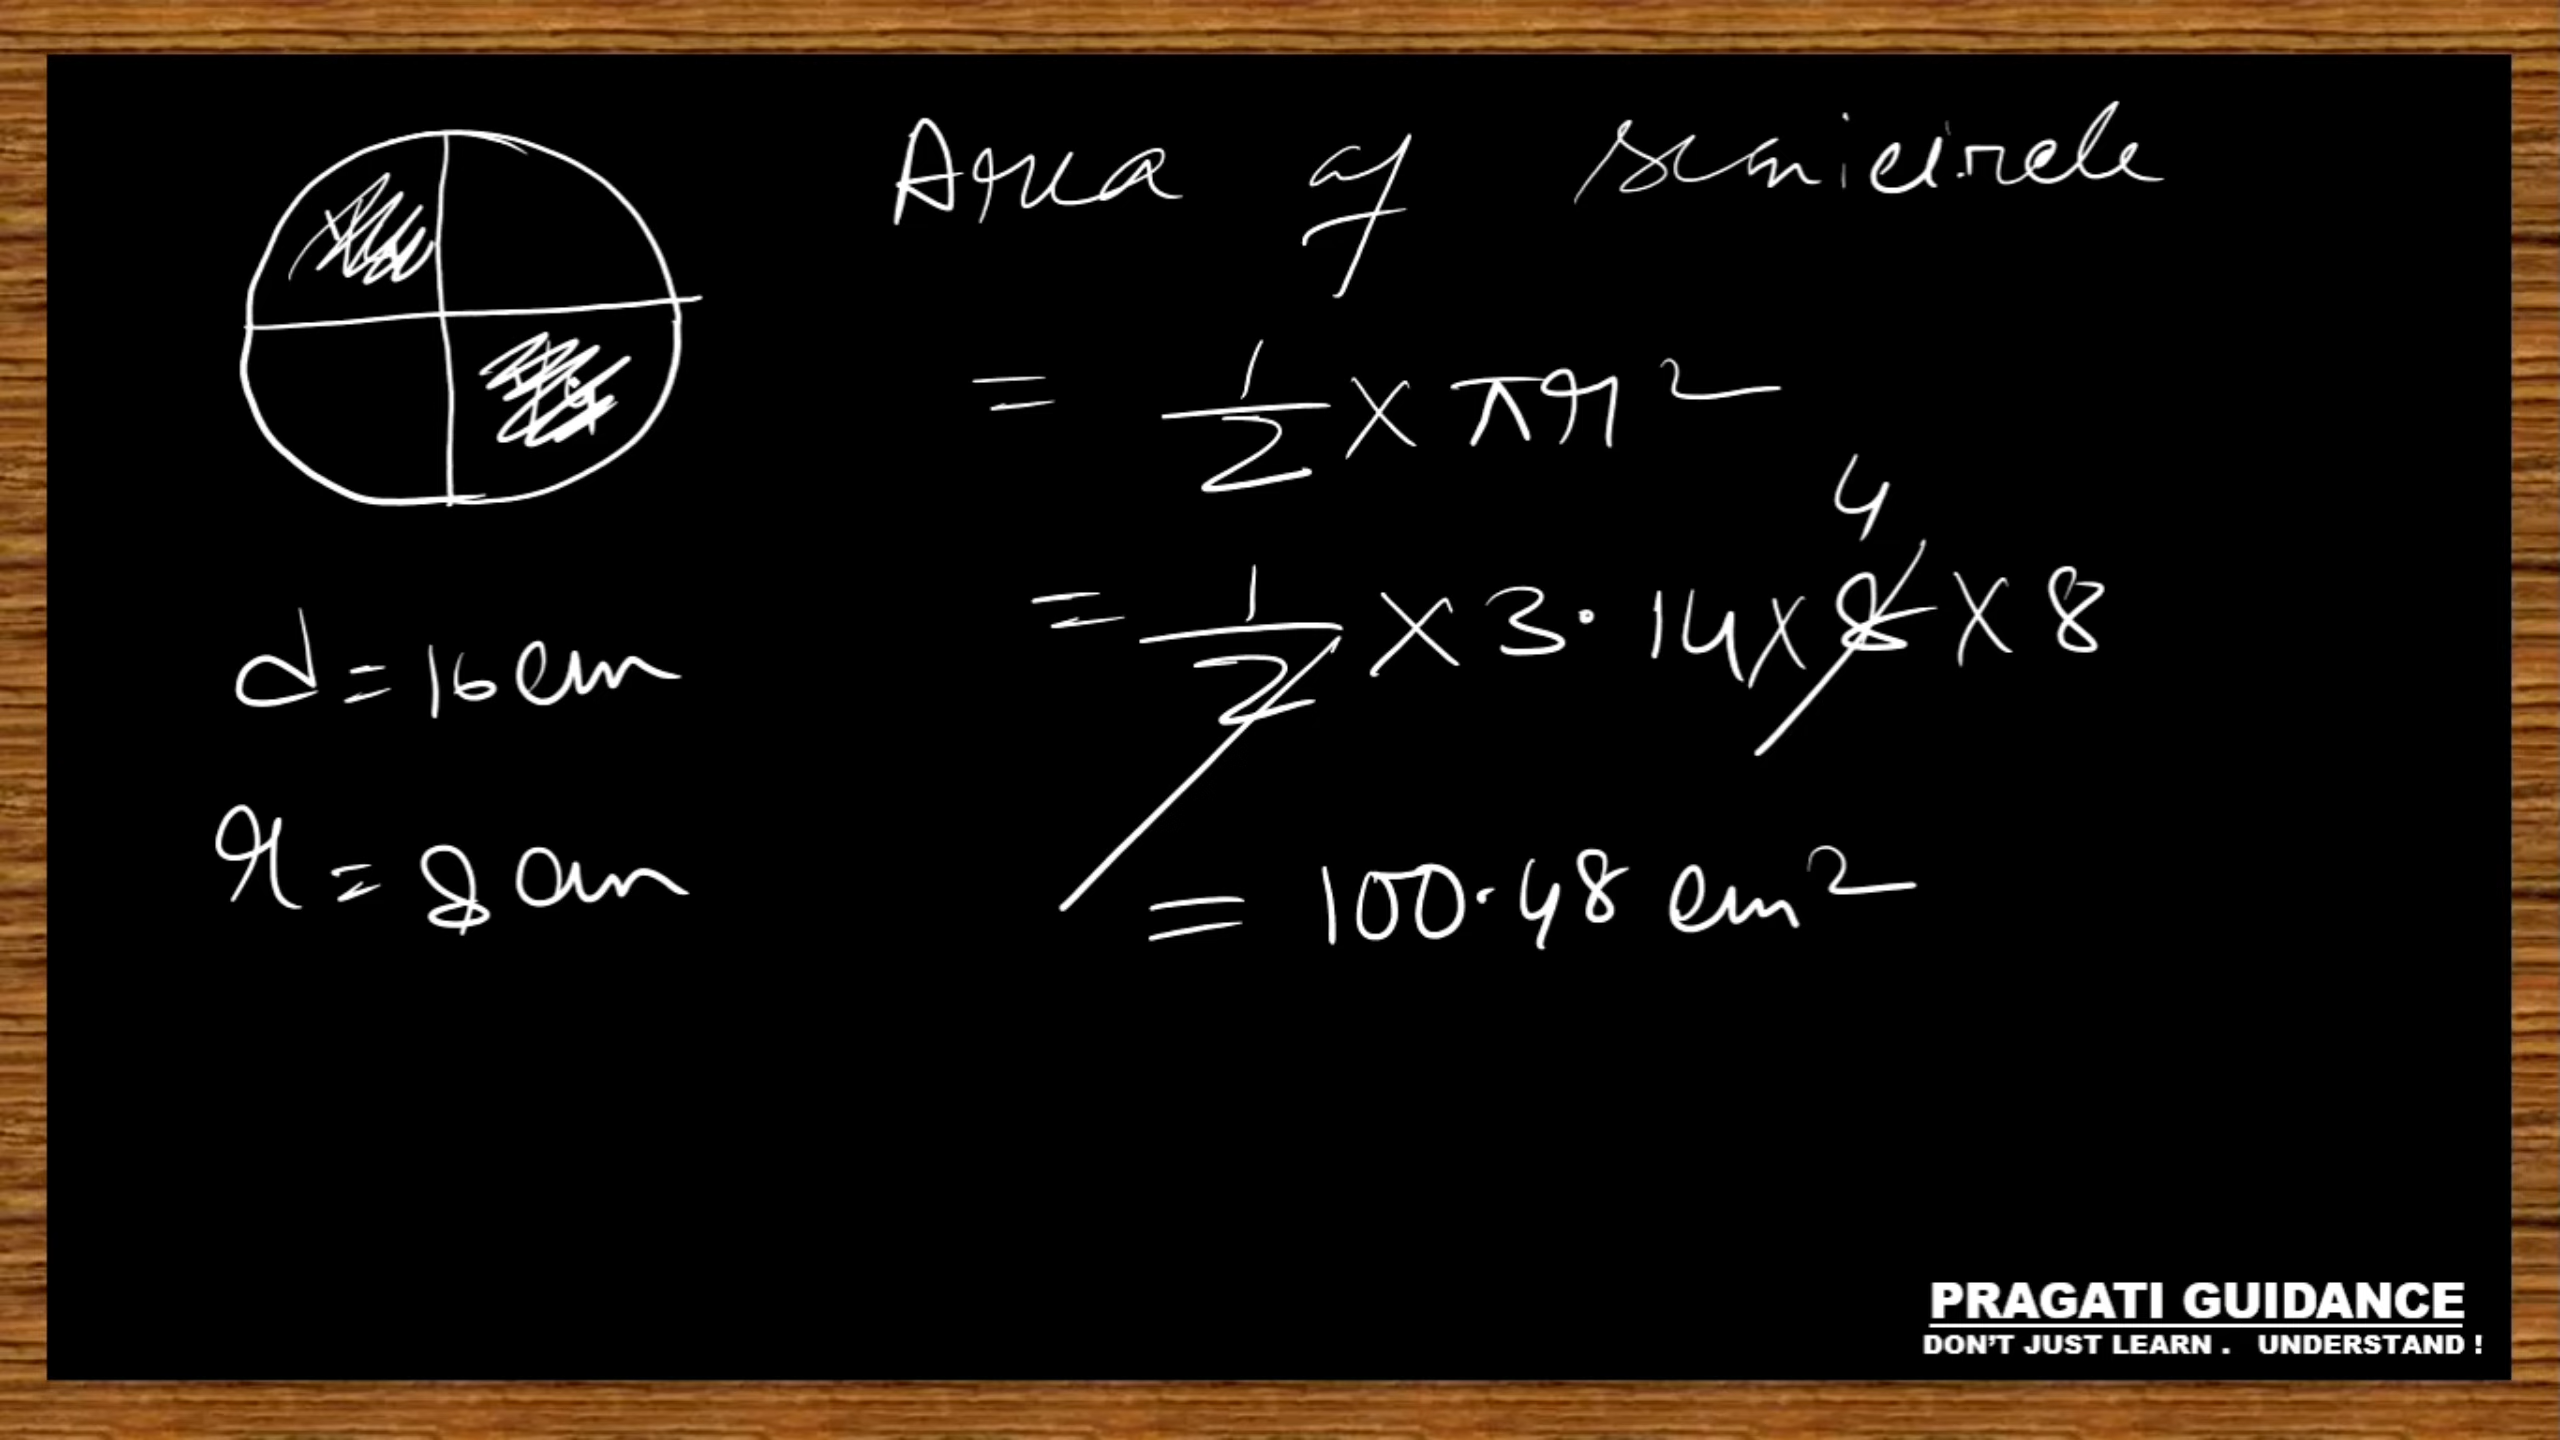 Area of semicircle
= 1/2 × πr²
4
= 1/2 × 3.14 × 8 × 8
d = 16 cm
r = 8 cm
= 100.48 cm²
PRAGATI GUIDANCE
DON'T JUST LEARN . UNDERSTAND !